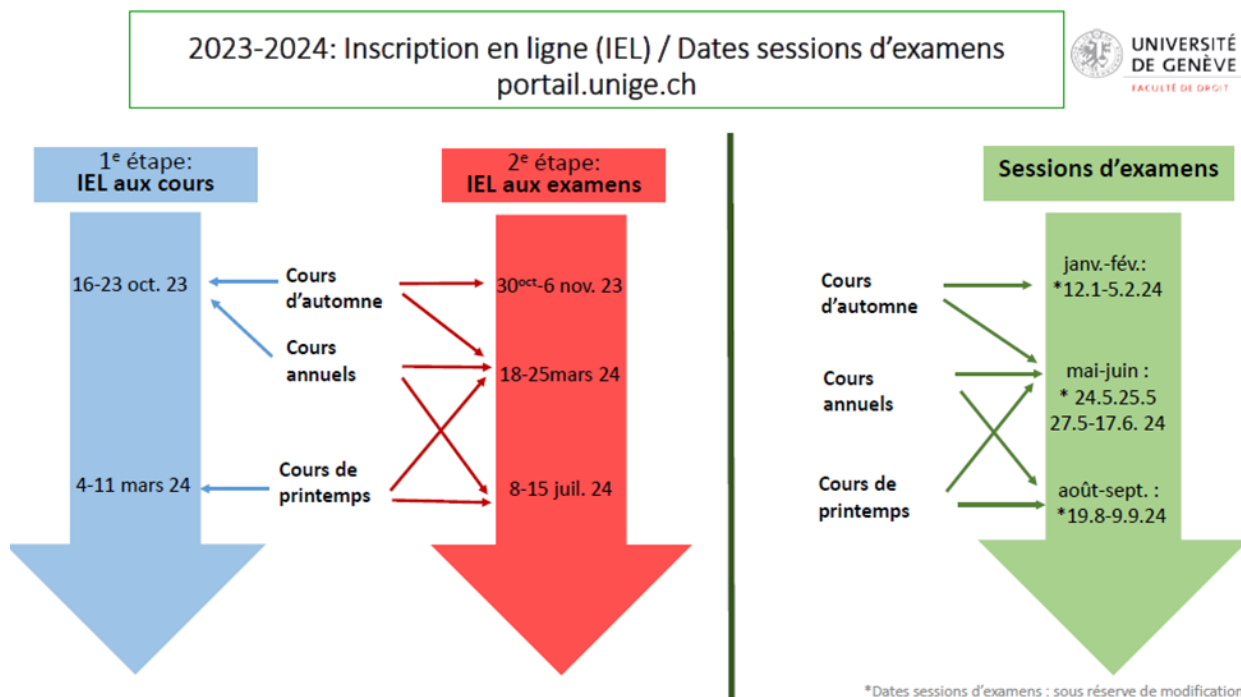 2023-2024: Inscription en ligne (IEL) / Dates sessions d'examens
portail.unige.ch
UNIVERSITÉ
DE GENÈVE
FACULTÉ DE DROIT
1e étape:
IEL aux cours
16-23 oct. 23
4-11 mars 24
Cours
d'automne
Cours
annuels
Cours de
printemps
2e étape:
IEL aux examens
30oct-6 nov. 23
18-25mars 24
8-15 juil. 24
Cours
d'automne
Cours
annuels
Cours de
printemps
Sessions d'examens
janv.-fév.:
*12.1-5.2.24
mai-juin :
* 24.5.25.5
27.5-17.6. 24
août-sept. :
*19.8-9.9.24
*Dates sessions d'examens : sous réserve de modification